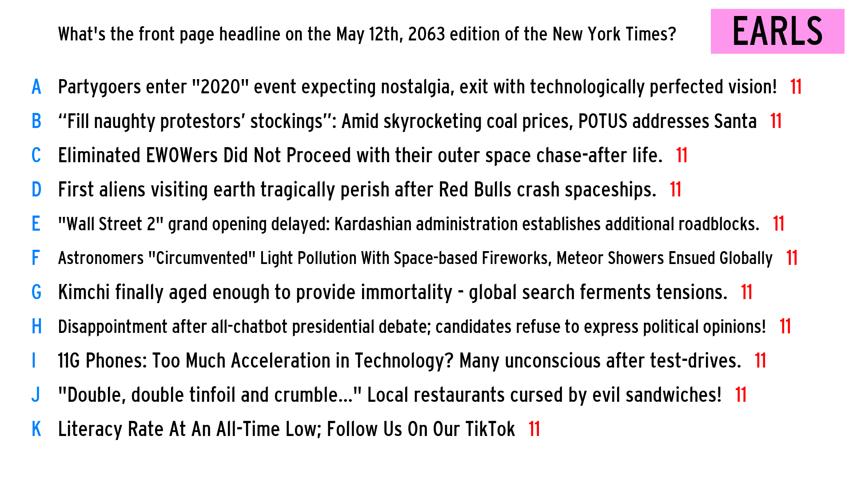 What's the front page headline on the May 12th, 2063 edition of the New York Times? EARLS
A Partygoers enter "2020" event expecting nostalgia, exit with technologically perfected vision! 11
B “Fill naughty protestors’ stockings”: Amid skyrocketing coal prices, POTUS addresses Santa 11
C Eliminated EWOWers Did Not Proceed with their outer space chase-after life. 11
D First aliens visiting earth tragically perish after Red Bulls crash spaceships. 11
E "Wall Street 2" grand opening delayed: Kardashian administration establishes additional roadblocks. 11
F Astronomers "Circumvented" Light Pollution With Space-based Fireworks, Meteor Showers Ensued Globally 11
G Kimchi finally aged enough to provide immortality - global search ferments tensions. 11
H Disappointment after all-chatbot presidential debate; candidates refuse to express political opinions! 11
I 11G Phones: Too Much Acceleration in Technology? Many unconscious after test-drives. 11
J "Double, double tinfoil and crumble..." Local restaurants cursed by evil sandwiches! 11
K Literacy Rate At An All-Time Low; Follow Us On Our TikTok 11